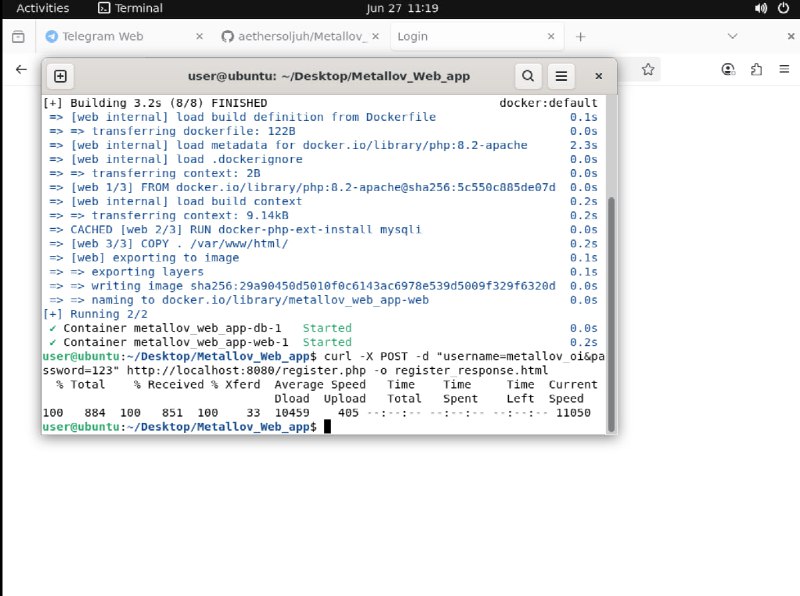 Activities Terminal Jun 27 11:19
Telegram Web × aethersoljuh/Metallov_ × Login ×
user@ubuntu: ~/Desktop/Metallov_Web_app
[+] Building 3.2s (8/8) FINISHED docker:default
=> [web internal] load build definition from Dockerfile 0.1s
=> => transferring dockerfile: 122B 0.0s
=> [web internal] load metadata for docker.io/library/php:8.2-apache 2.3s
=> [web internal] load .dockerignore 0.0s
=> => transferring context: 2B 0.0s
=> [web 1/3] FROM docker.io/library/php:8.2-apache@sha256:5c550c885de07d 0.0s
=> [web internal] load build context 0.2s
=> => transferring context: 9.14kB 0.2s
=> CACHED [web 2/3] RUN docker-php-ext-install mysqli 0.0s
=> [web 3/3] COPY . /var/www/html/ 0.2s
=> [web] exporting to image 0.1s
=> => exporting layers 0.1s
=> => writing image sha256:29a90450d5010f0c6143ac6978e539d5009f329f6320d 0.0s
=> => naming to docker.io/library/metallov_web_app-web 0.0s
[+] Running 2/2
✓ Container metallov_web_app-db-1 Started 0.0s
✓ Container metallov_web_app-web-1 Started 0.2s
user@ubuntu:~/Desktop/Metallov_Web_app$ curl -X POST -d "username=metallov_oi&pa
ssword=123" http://localhost:8080/register.php -o register_response.html
% Total % Received % Xferd Average Speed Time Time Time Current
Dload Upload Total Spent Left Speed
100 884 100 851 100 33 10459 405 --:--:-- --:--:-- --:--:-- 11050
user@ubuntu:~/Desktop/Metallov_Web_app$